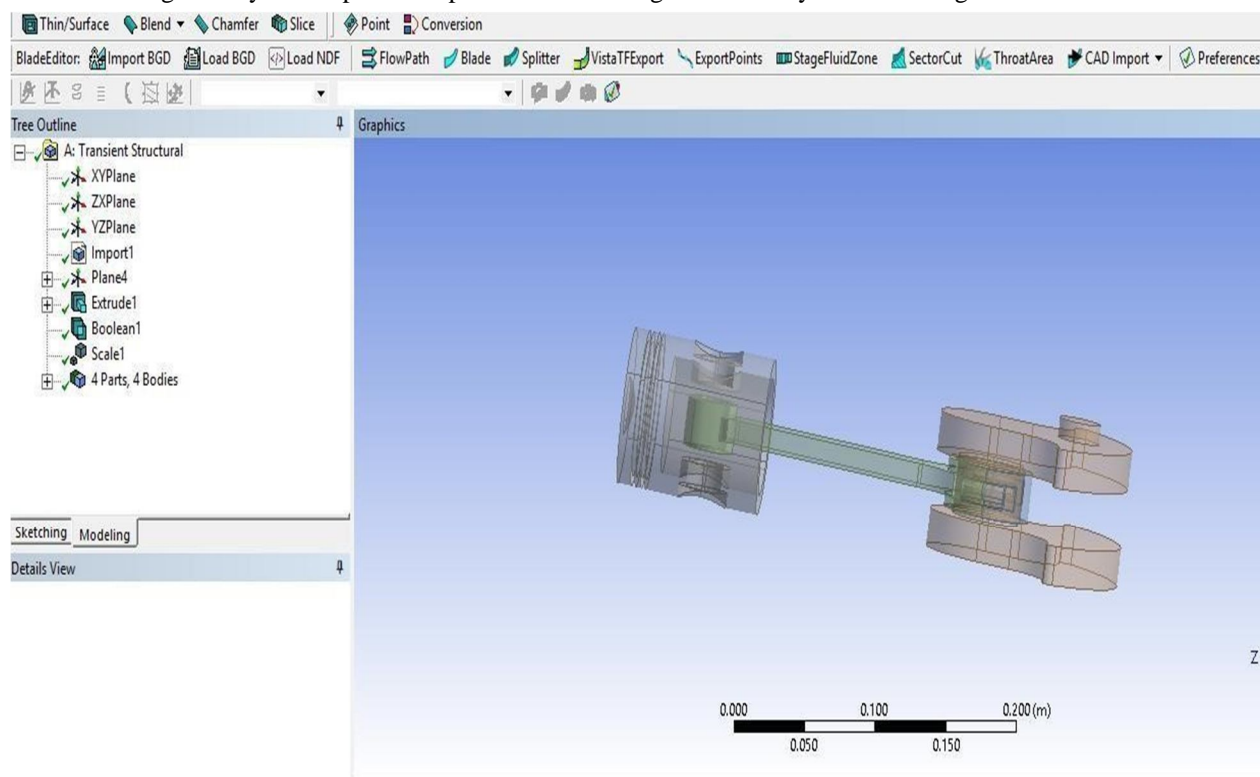 Thin/Surface Blend Chamfer Slice Point Conversion
BladeEditor: Import BGD Load BGD Load NDF FlowPath Blade Splitter VistaTFExport ExportPoints StageFluidZone SectorCut ThroatArea CAD Import Preferences
Tree Outline
Graphics
A: Transient Structural
XYPlane
ZXPlane
YZPlane
Import1
Plane4
Extrude1
Boolean1
Scale1
4 Parts, 4 Bodies
Sketching Modeling
Details View
Z
0.000 0.100 0.200 (m)
0.050 0.150